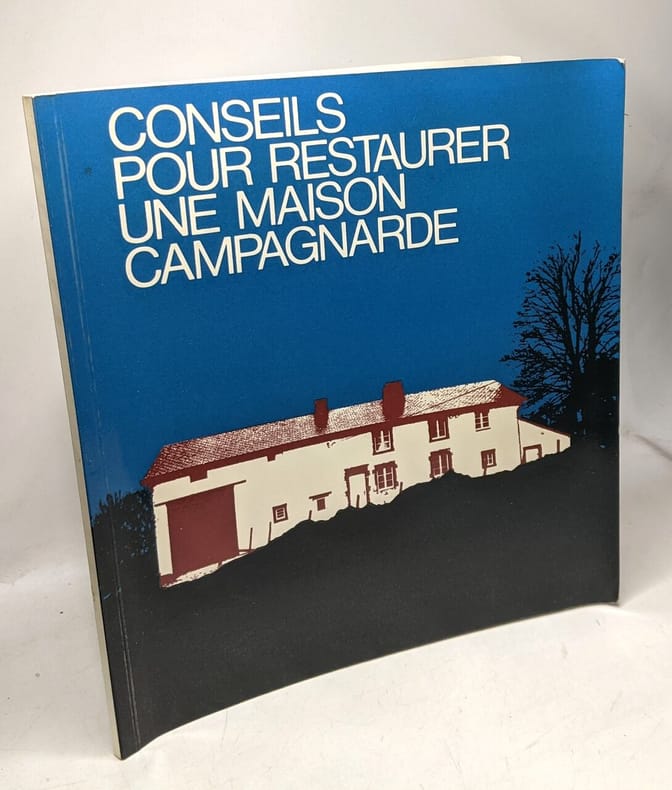 CONSEILS
POUR RESTAURER
UNE MAISON
CAMPAGNARDE